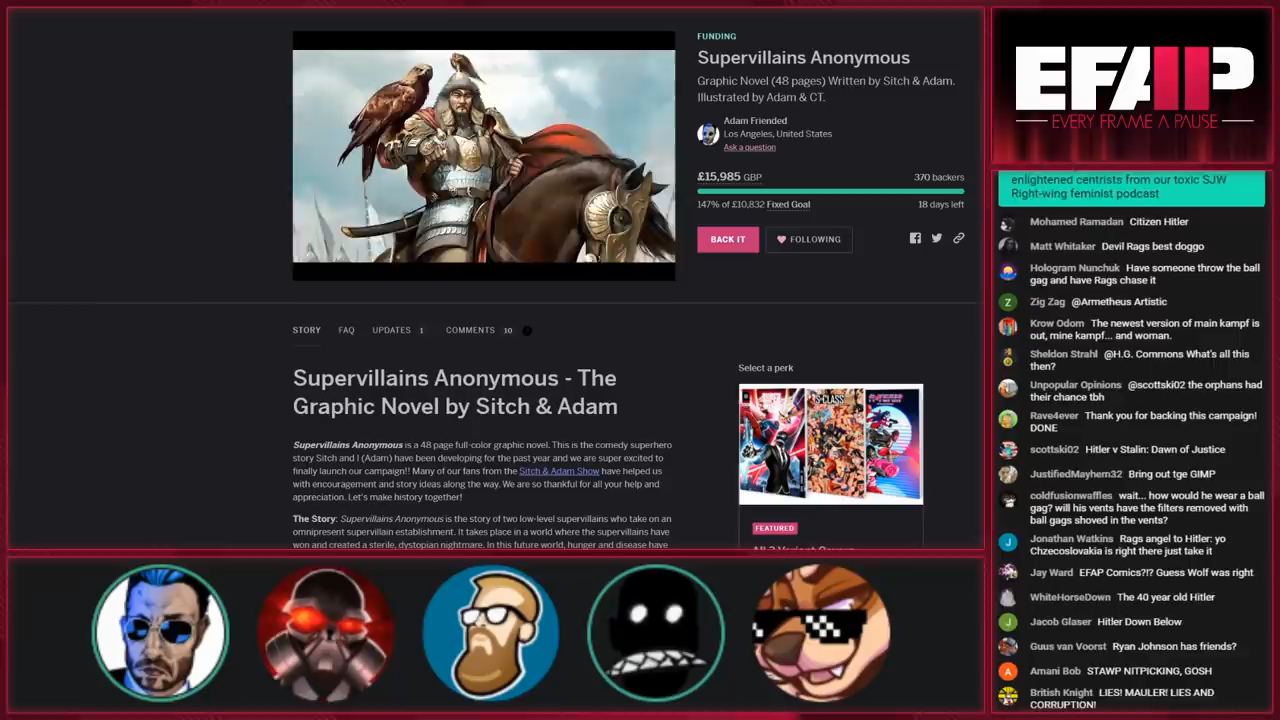 FUNDING
Supervillains Anonymous
Graphic Novel (48 pages) Written by Sitch & Adam.
Illustrated by Adam & CT.
Adam Friended
Los Angeles, United States
Ask a question
£15,985 GBP
370 backers
147% of £10,832 Fixed Goal
18 days left
BACK IT
FOLLOWING
STORY
FAQ
UPDATES 1
COMMENTS 10
Supervillains Anonymous - The
Graphic Novel by Sitch & Adam
Supervillains Anonymous is a 48 page full-color graphic novel. This is the comedy superhero
story Sitch and I (Adam) have been developing for the past year and we are super excited to
finally launch our campaign!! Many of our fans from the Sitch & Adam Show have helped us
with encouragement and story ideas along the way. We are so thankful for all your help and
appreciation. Let's make history together!
The Story: Supervillains Anonymous is the story of two low-level supervillains who take on an
omnipresent supervillain establishment. It takes place in a world where the supervillains have
won and created a sterile, dystopian nightmare. In this future world, hunger and disease have
Select a perk
S-CLASS
FEATURED
EFAP
EVERY FRAME A PAUSE
enlightened centrists from our toxic SJW
Right-wing feminist podcast
Mohamed Ramadan Citizen Hitler
Matt Whitaker Devil Rags best doggo
Hologram Nunchuk Have someone throw the ball
gag and have Rags chase it
Z Zig Zag @Armetheus Artistic
Krow Odom The newest version of main kampf is
out, mine kampf... and woman.
Sheldon Strahl @H.G. Commons What's all this
then?
Unpopular Opinions @scottski02 the orphans had
their chance tbh
Rave4ever Thank you for backing this campaign!
DONE
scottski02 Hitler v Stalin: Dawn of Justice
JustifiedMayhem32 Bring out tge GIMP
coldfusionwaffles wait... how would he wear a ball
gag? will his vents have the filters removed with
ball gags shoved in the vents?
J Jonathan Watkins Rags angel to Hitler: yo
Chzecoslovakia is right there just take it
Jay Ward EFAP Comics?!? Guess Wolf was right
WhiteHorseDown The 40 year old Hitler
J Jacob Glaser Hitler Down Below
Guus van Voorst Ryan Johnson has friends?
A Amani Bob STAWP NITPICKING, GOSH
British Knight LIES! MAULER! LIES AND
CORRUPTION!